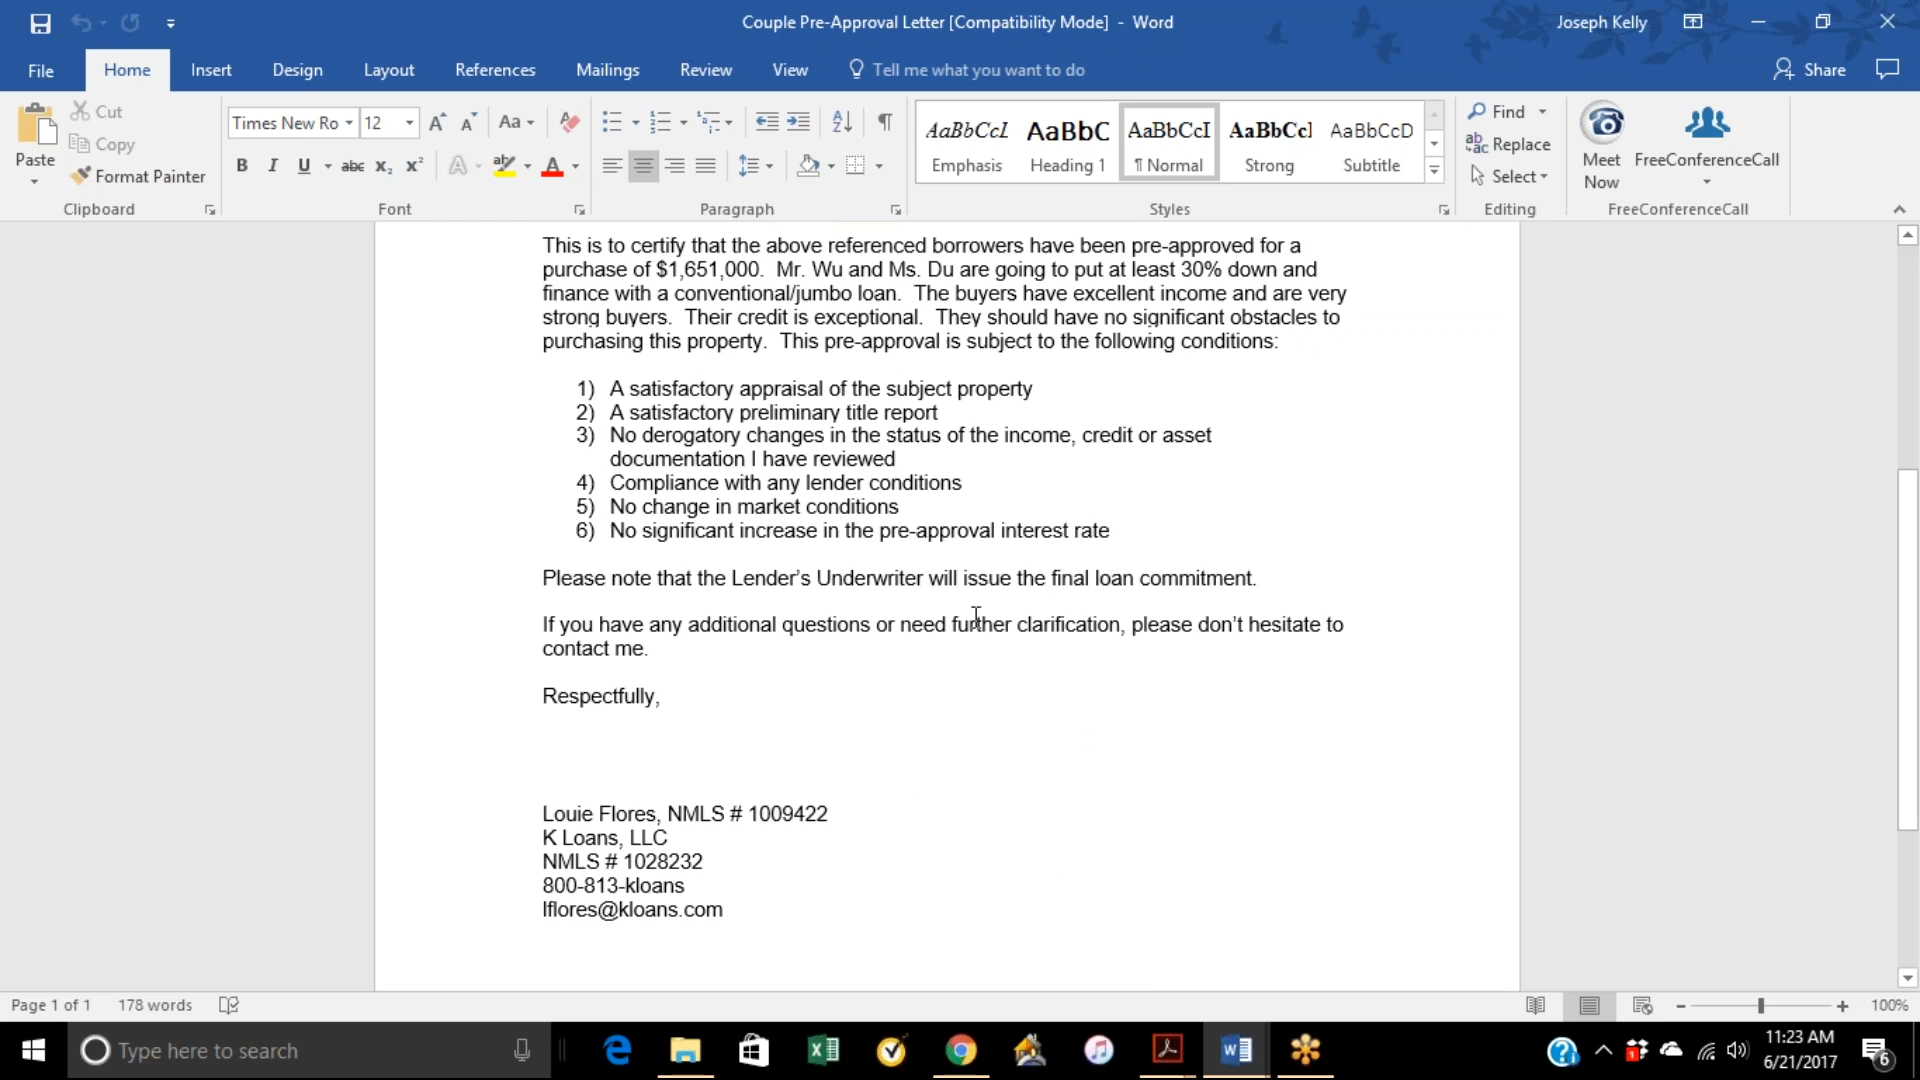 Couple Pre-Approval Letter [Compatibility Mode] - Word
Joseph Kelly
File Home Insert Design Layout References Mailings Review View Tell me what you want to do Share
Paste
Cut
Copy
Format Painter
Clipboard
Times New Ro 12
Font
Paragraph
AaBbCcI AaBbC AaBbCcI AaBbCcl AaBbCcD
Emphasis Heading 1 ¶ Normal Strong Subtitle
Styles
Find
Replace
Select
Editing
Meet Now
FreeConferenceCall
FreeConferenceCall
This is to certify that the above referenced borrowers have been pre-approved for a
purchase of $1,651,000. Mr. Wu and Ms. Du are going to put at least 30% down and
finance with a conventional/jumbo loan. The buyers have excellent income and are very
strong buyers. Their credit is exceptional. They should have no significant obstacles to
purchasing this property. This pre-approval is subject to the following conditions:
1) A satisfactory appraisal of the subject property
2) A satisfactory preliminary title report
3) No derogatory changes in the status of the income, credit or asset
documentation I have reviewed
4) Compliance with any lender conditions
5) No change in market conditions
6) No significant increase in the pre-approval interest rate
Please note that the Lender’s Underwriter will issue the final loan commitment.
If you have any additional questions or need further clarification, please don’t hesitate to
contact me.
Respectfully,
Louie Flores, NMLS # 1009422
K Loans, LLC
NMLS # 1028232
800-813-kloans
lflores@kloans.com
Page 1 of 1 178 words
100%
Type here to search
11:23 AM
6/21/2017
6